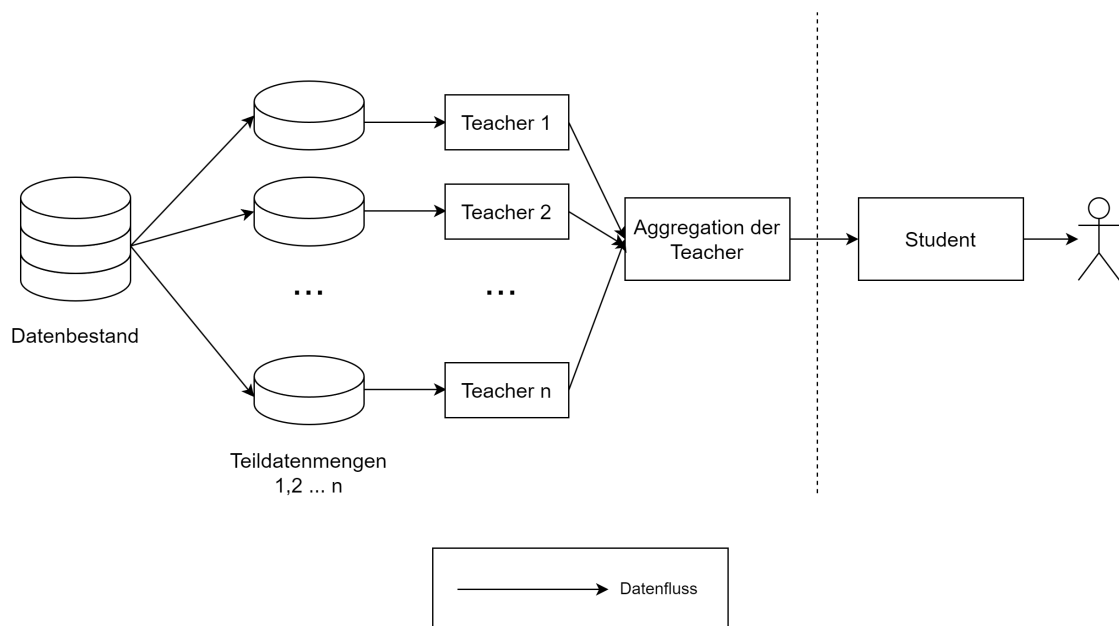 Teacher 1
Teacher 2
Aggregation der
Teacher
Student
... ...
Datenbestand
Teacher n
Teildatenmengen
1,2 ... n
Datenfluss